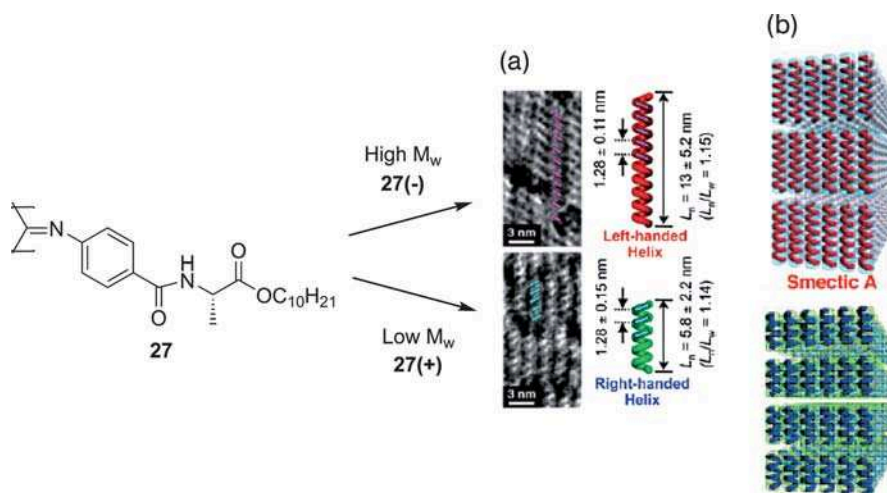 (a)
(b)
High Mw
27(-)
Low Mw
27(+)
N
O
N
H
O
O
OC10H21
27
3 nm
1.28 ± 0.11 nm
Ln = 13 ± 5.2 nm
(Ln/Lw = 1.15)
Left-handed
Helix
3 nm
1.28 ± 0.15 nm
Ln = 5.8 ± 2.2 nm
(Ln/Lw = 1.14)
Right-handed
Helix
Smectic A